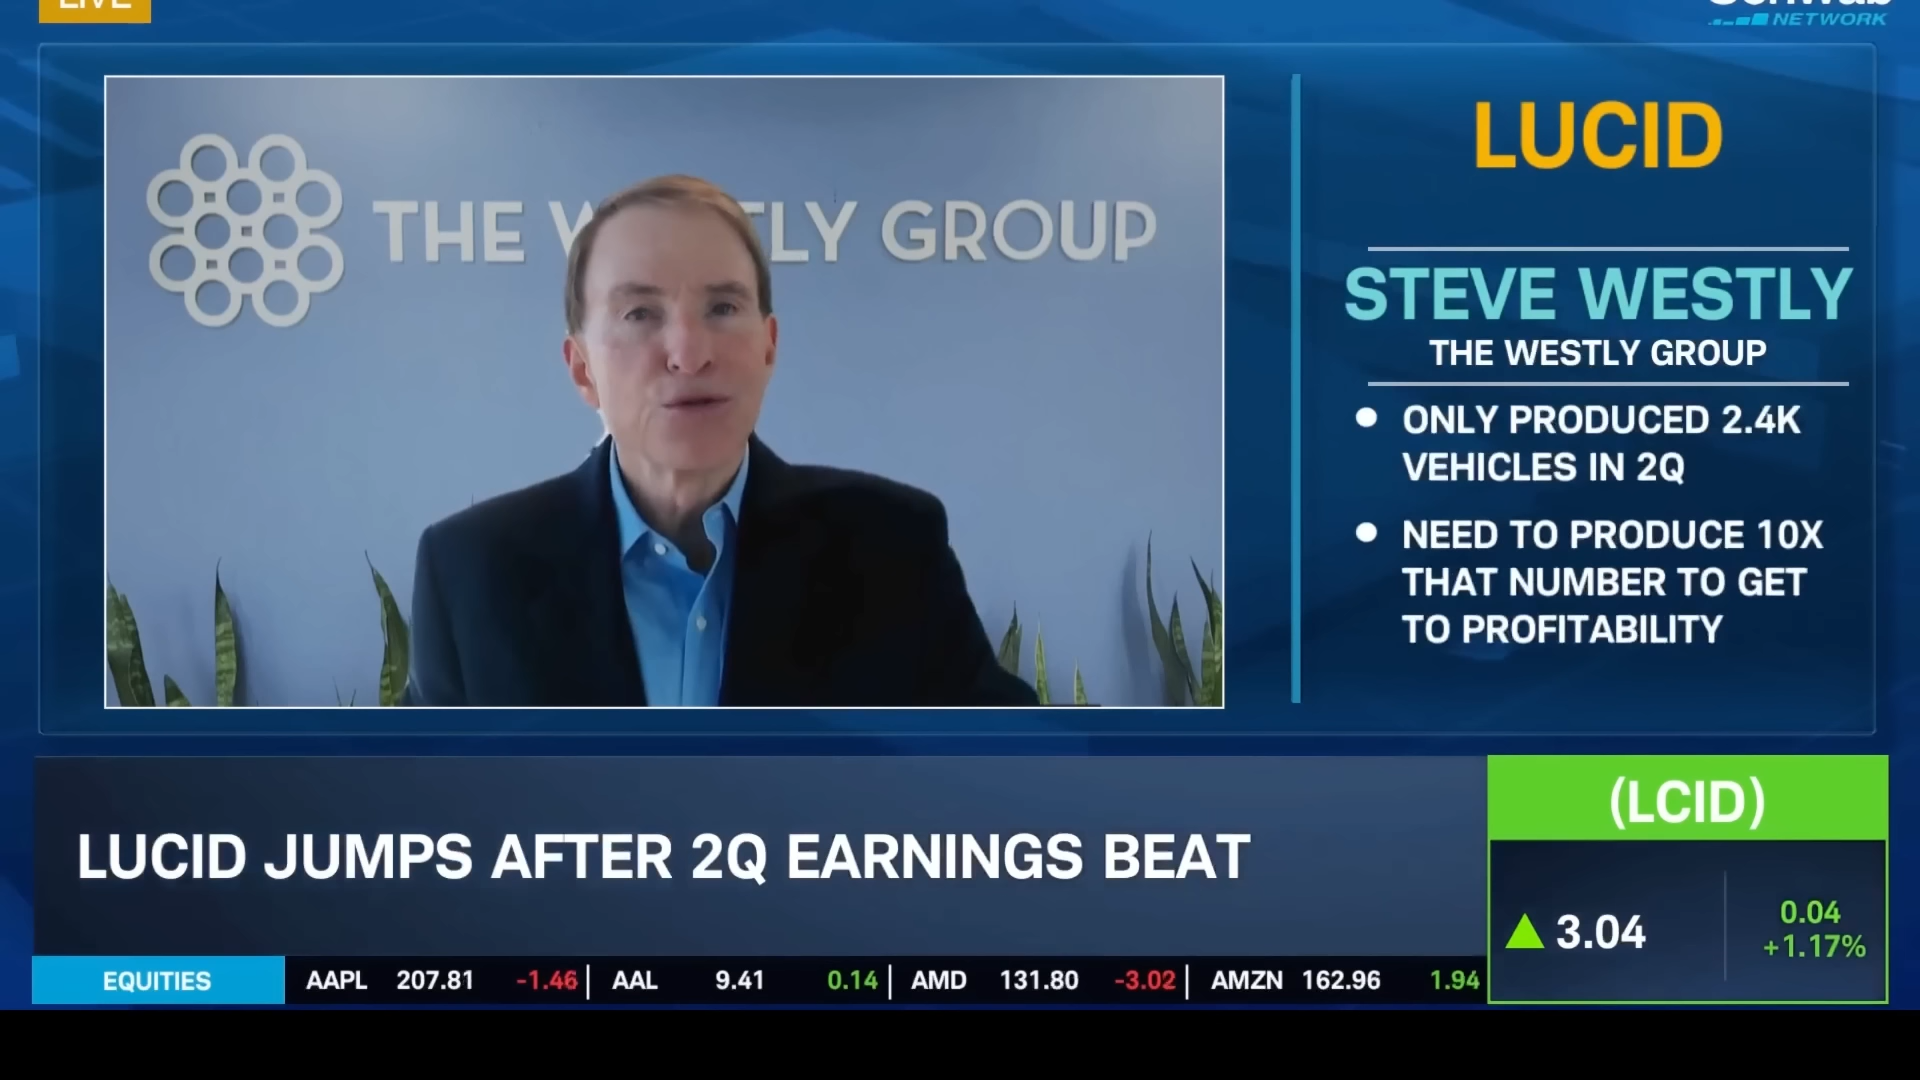 LIVE
Schwab
NETWORK
THE W TLY GROUP
LUCID
STEVE WESTLY
THE WESTLY GROUP
ONLY PRODUCED 2.4K
VEHICLES IN 2Q
NEED TO PRODUCE 10X
THAT NUMBER TO GET
TO PROFITABILITY
LUCID JUMPS AFTER 2Q EARNINGS BEAT
(LCID)
3.04
0.04
+1.17%
EQUITIES
AAPL 207.81 -1.46 | AAL 9.41 0.14 | AMD 131.80 -3.02 | AMZN 162.96 1.94